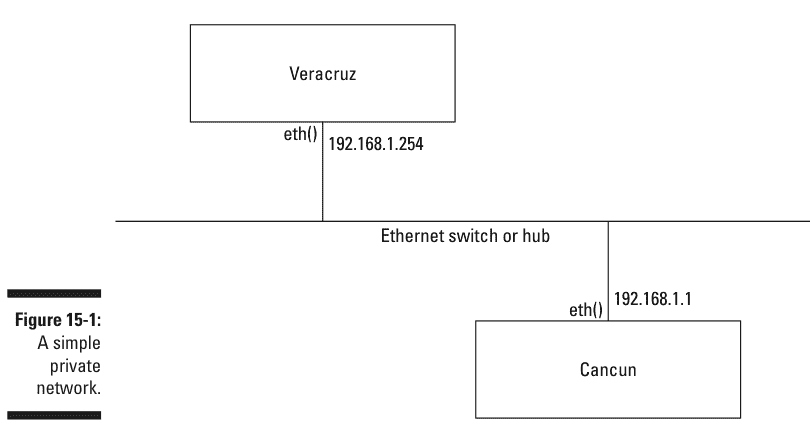 Veracruz
eth()
192.168.1.254
Ethernet switch or hub
192.168.1.1
eth()
Cancun
Figure 15-1:
A simple
private
network.